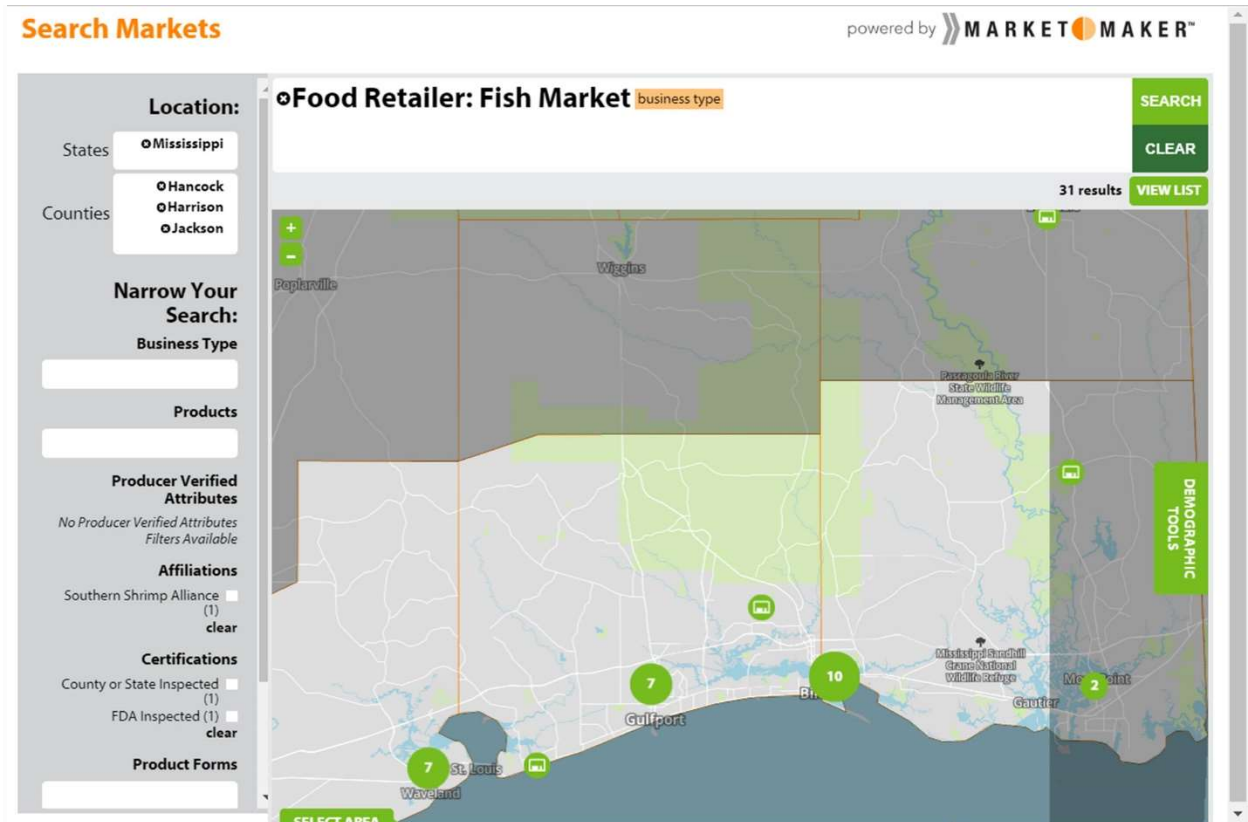 Search Markets
powered by MARKET MAKER™
Location:
States
Mississippi
Counties
Hancock
Harrison
Jackson
Narrow Your
Search:
Business Type
Products
Producer Verified
Attributes
No Producer Verified Attributes
Filters Available
Affiliations
Southern Shrimp Alliance
(1)
clear
Certifications
County or State Inspected
(1)
FDA Inspected (1)
clear
Product Forms
Food Retailer: Fish Market business type
SEARCH
CLEAR
31 results VIEW LIST
+
-
Poplarville
Wiggins
Pascagoula River
State Wildlife
Management Area
DEMOGRAPHIC
TOOLS
Mississippi Sandhill
Crane National
Wildlife Refuge
7
10
2
Gautier
Gulfport
7
St. Louis
Waveland
SELECT AREA